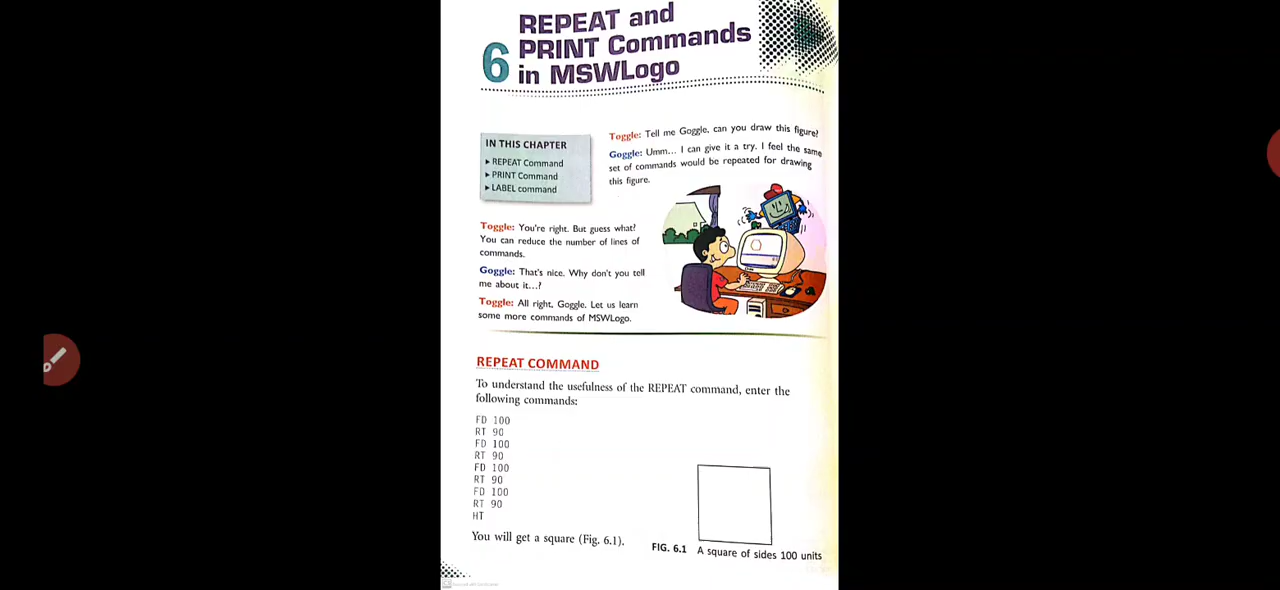 6
REPEAT and
PRINT Commands
in MSWLogo
IN THIS CHAPTER
▸ REPEAT Command
▸ PRINT Command
▸ LABEL command
Toggle: Tell me Goggle, can you draw this figure?
Goggle: Umm... I can give it a try. I feel the same
set of commands would be repeated for drawing
this figure.
Toggle: You're right. But guess what?
You can reduce the number of lines of
commands.
Goggle: That's nice. Why don't you tell
me about it...?
Toggle: All right, Goggle. Let us learn
some more commands of MSWLogo.
REPEAT COMMAND
To understand the usefulness of the REPEAT command, enter the
following commands:
FD 100
RT 90
FD 100
RT 90
FD 100
RT 90
FD 100
RT 90
HT
You will get a square (Fig. 6.1).
FIG. 6.1 A square of sides 100 units